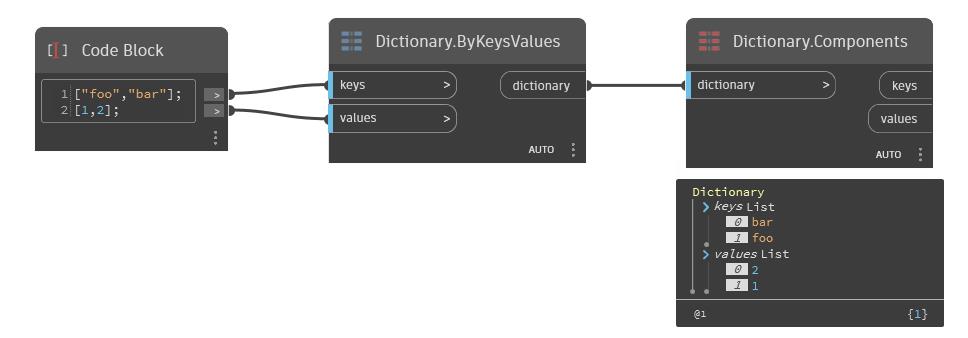 [ ] Code Block
1 ["foo","bar"]; >
2 [1,2]; >
Dictionary.ByKeysValues
keys > dictionary
values >
AUTO
Dictionary.Components
dictionary > keys
values
AUTO
Dictionary
keys List
0 bar
1 foo
values List
0 2
1 1
@1 {1}